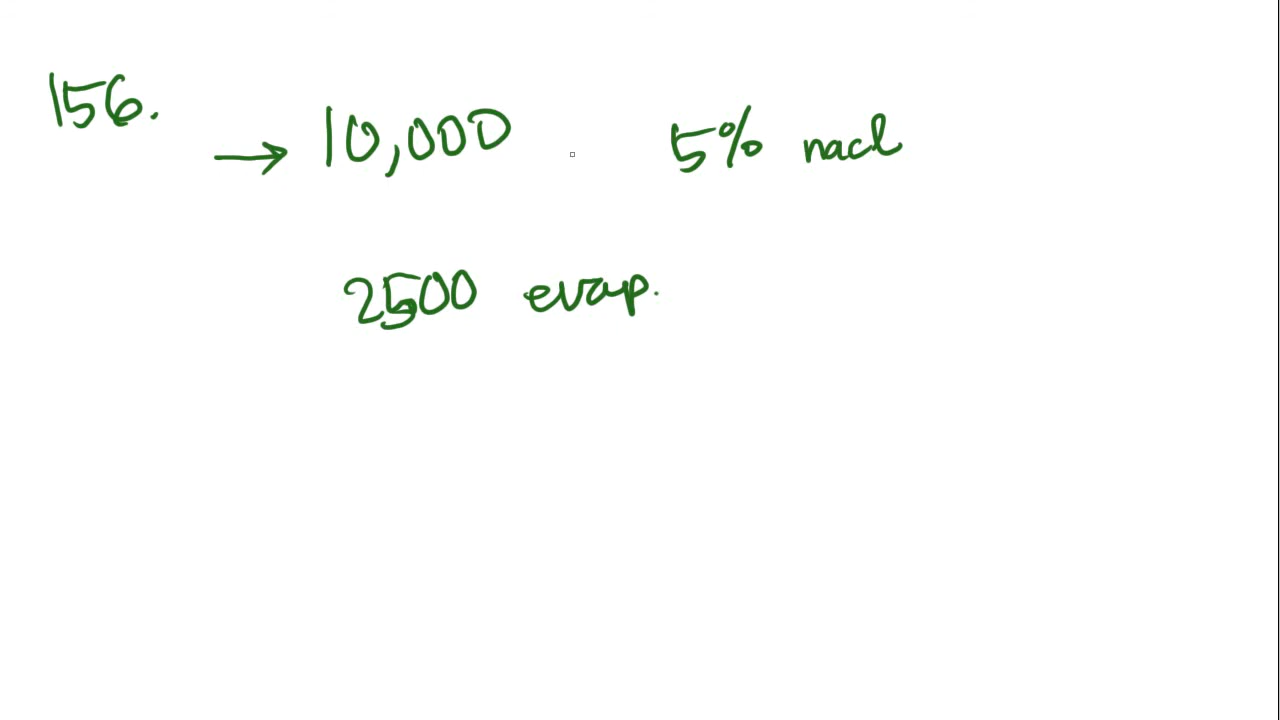 156.
→ 10,000 5% nacl
2500 evap.